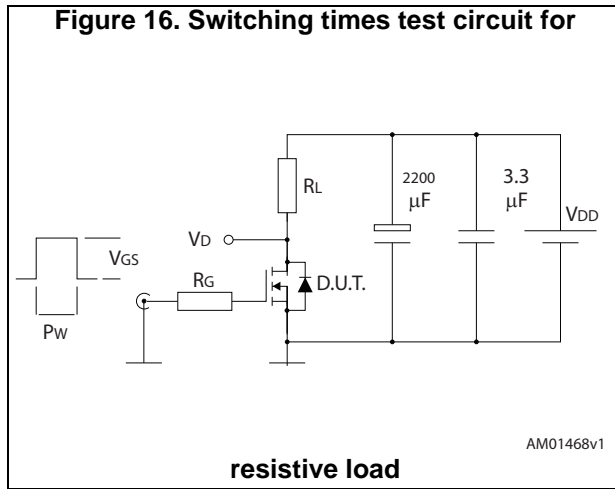 Figure 16. Switching times test circuit for
RL
2200
μF
3.3
μF
VDD
VD
VGS
RG
D.U.T.
PW
AM01468v1
resistive load